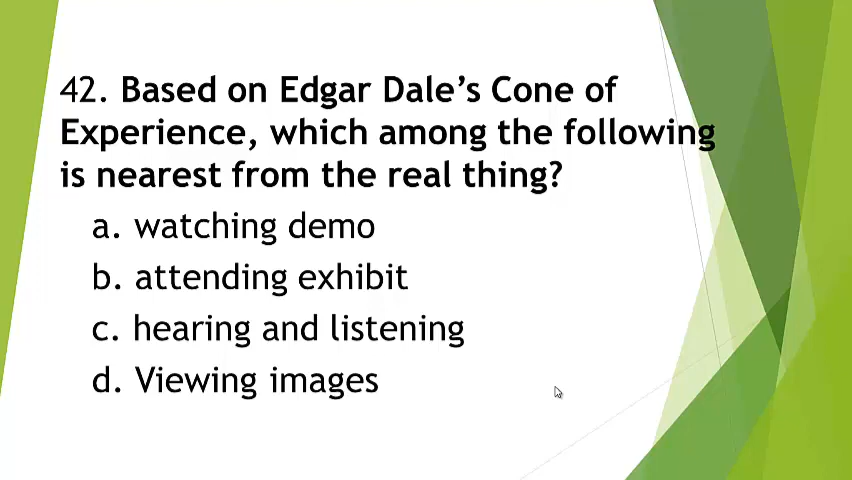 42. Based on Edgar Dale’s Cone of
Experience, which among the following
is nearest from the real thing?
a. watching demo
b. attending exhibit
c. hearing and listening
d. Viewing images